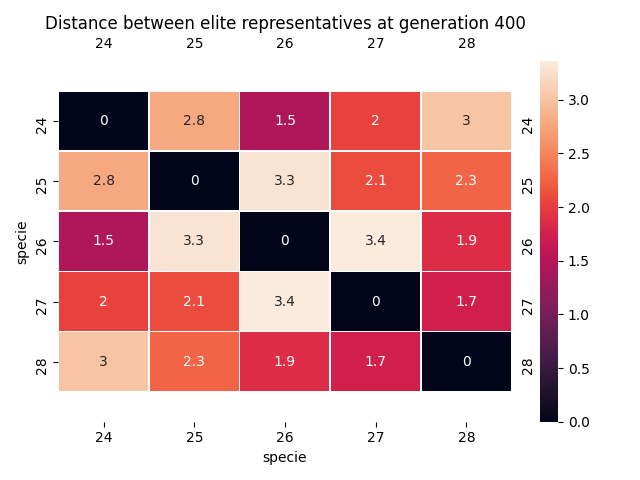 Distance between elite representatives at generation 400
24 25 26 27 28
24 0 2.8 1.5 2 3 24
25 2.8 0 3.3 2.1 2.3 25
26 1.5 3.3 0 3.4 1.9 26
27 2 2.1 3.4 0 1.7 27
28 3 2.3 1.9 1.7 0 28
24 25 26 27 28
specie
specie
3.0
2.5
2.0
1.5
1.0
0.5
0.0